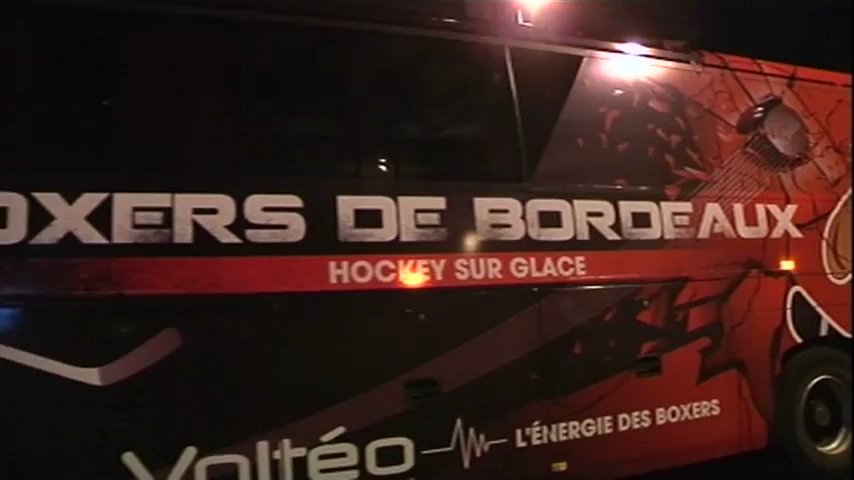 OXERS DE BORDEAUX
HOCKEY SUR GLACE
Voltéo L'ÉNERGIE DES BOXERS